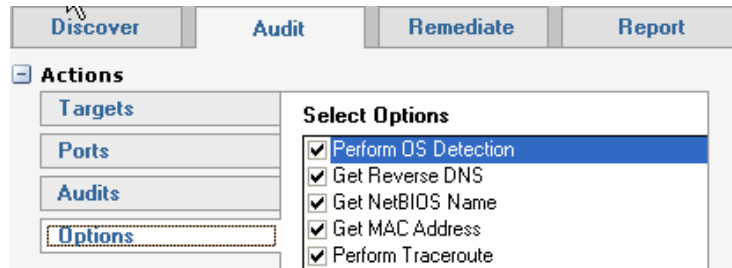 Discover Audit Remediate Report
Actions
Targets
Ports
Audits
Options
Select Options
Perform OS Detection
Get Reverse DNS
Get NetBIOS Name
Get MAC Address
Perform Traceroute